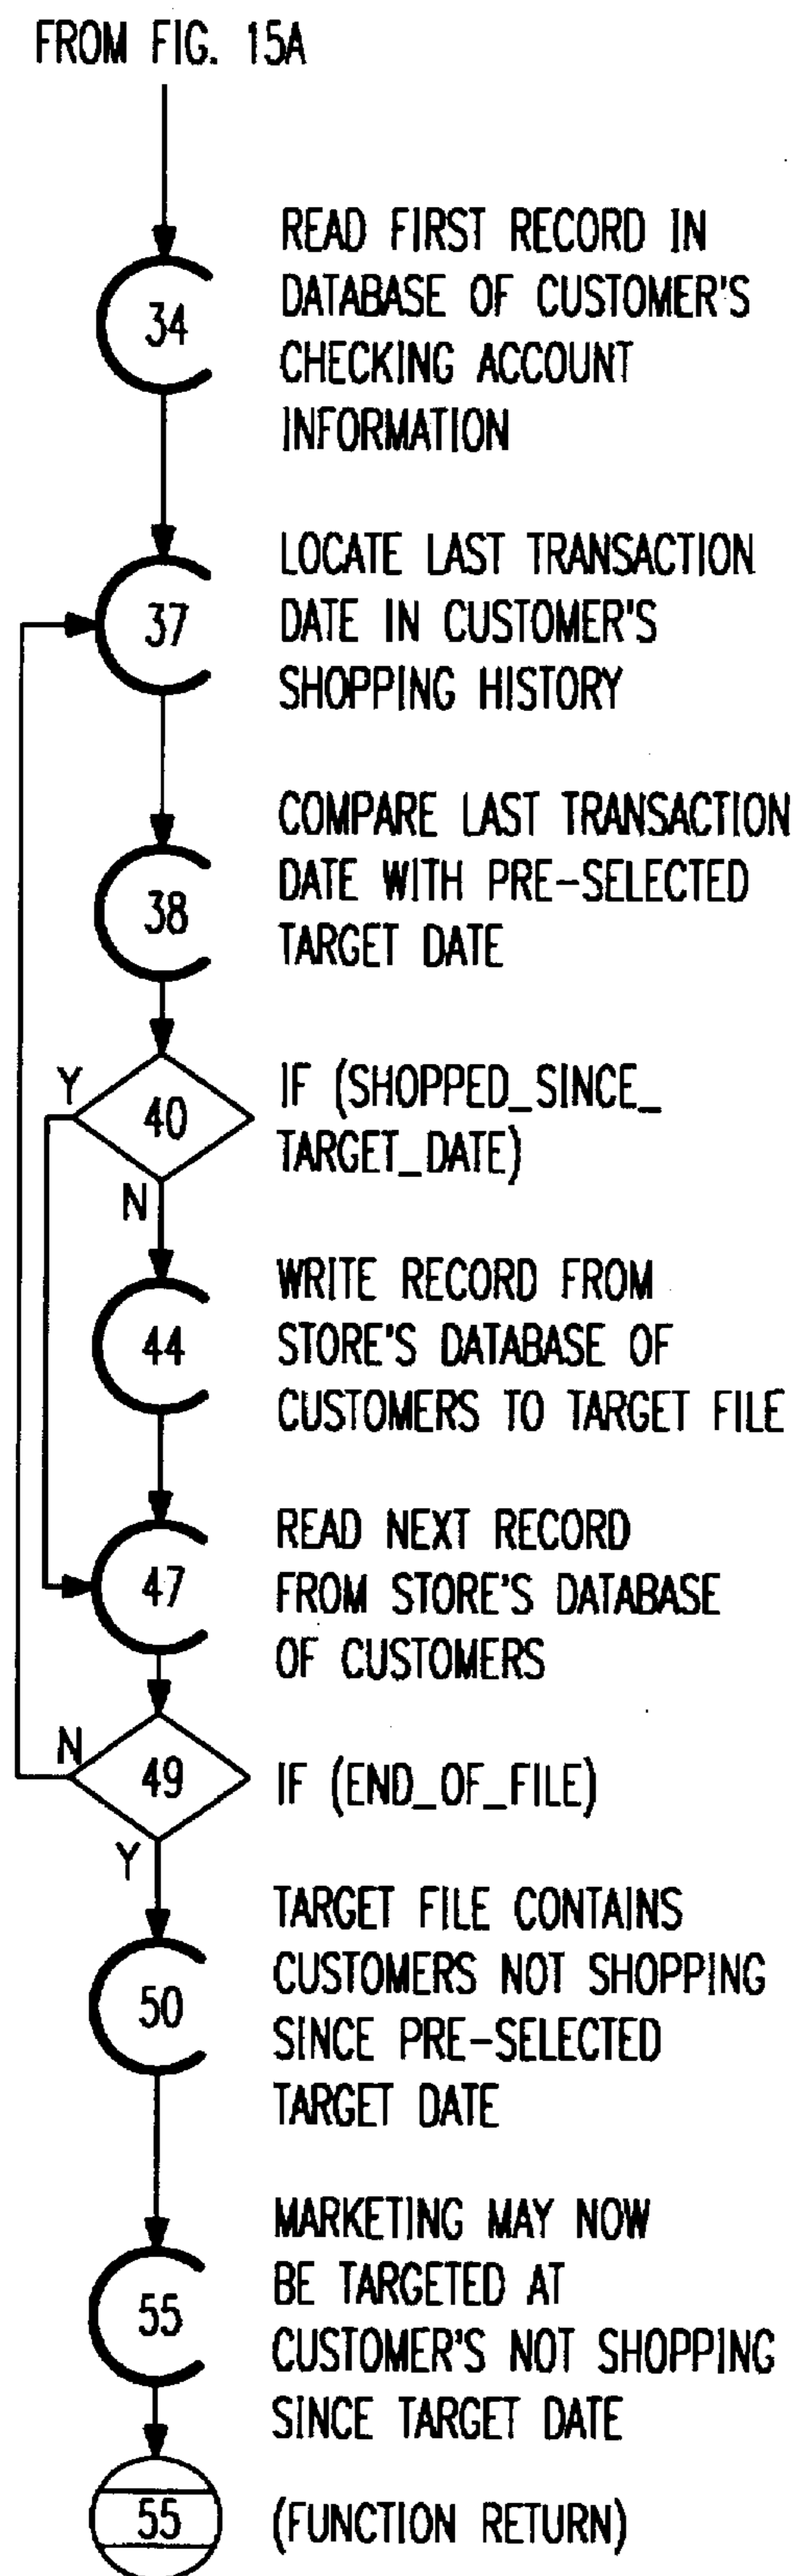 FROM FIG. 15A
34
READ FIRST RECORD IN
DATABASE OF CUSTOMER'S
CHECKING ACCOUNT
INFORMATION
37
LOCATE LAST TRANSACTION
DATE IN CUSTOMER'S
SHOPPING HISTORY
38
COMPARE LAST TRANSACTION
DATE WITH PRE-SELECTED
TARGET DATE
Y
40
N
IF (SHOPPED_SINCE_
TARGET_DATE)
44
WRITE RECORD FROM
STORE'S DATABASE OF
CUSTOMERS TO TARGET FILE
47
READ NEXT RECORD
FROM STORE'S DATABASE
OF CUSTOMERS
N
49
Y
IF (END_OF_FILE)
50
TARGET FILE CONTAINS
CUSTOMERS NOT SHOPPING
SINCE PRE-SELECTED
TARGET DATE
55
MARKETING MAY NOW
BE TARGETED AT
CUSTOMER'S NOT SHOPPING
SINCE TARGET DATE
55
(FUNCTION RETURN)